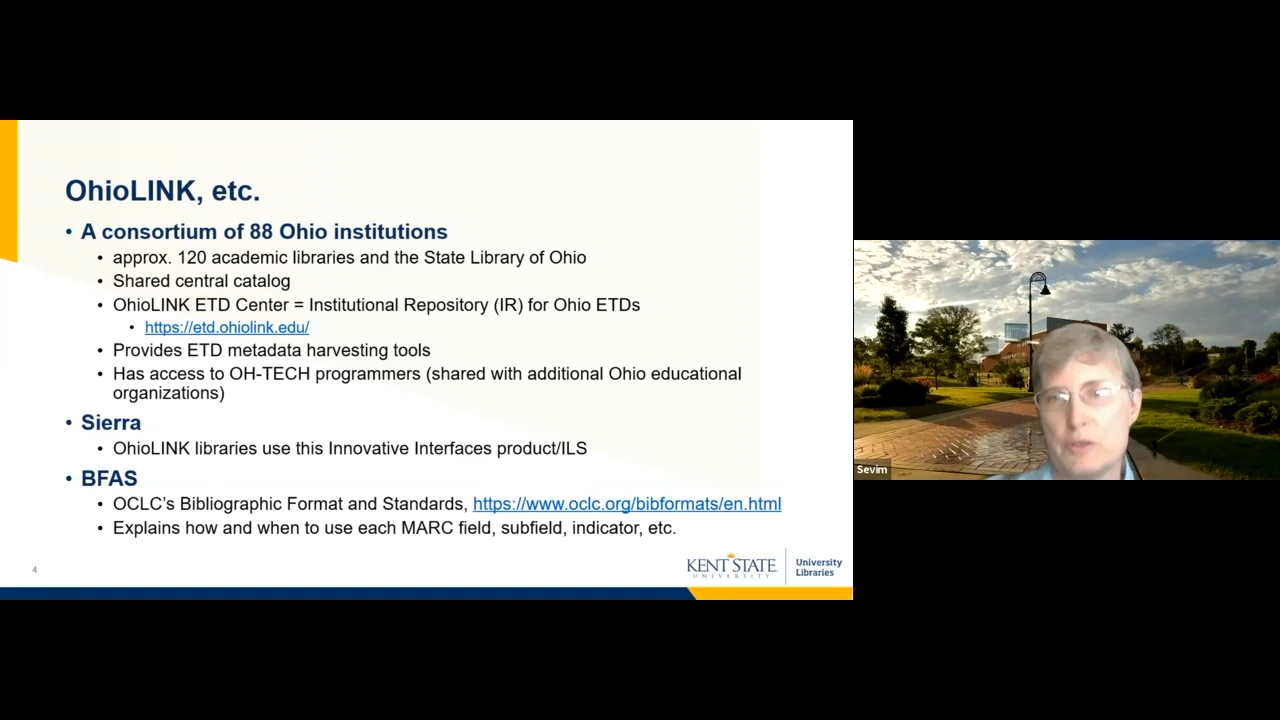 OhioLINK, etc.
• A consortium of 88 Ohio institutions
• approx. 120 academic libraries and the State Library of Ohio
• Shared central catalog
• OhioLINK ETD Center = Institutional Repository (IR) for Ohio ETDs
• https://etd.ohiolink.edu/
• Provides ETD metadata harvesting tools
• Has access to OH-TECH programmers (shared with additional Ohio educational
organizations)
• Sierra
• OhioLINK libraries use this Innovative Interfaces product/ILS
• BFAS
• OCLC's Bibliographic Format and Standards, https://www.oclc.org/bibformats/en.html
• Explains how and when to use each MARC field, subfield, indicator, etc.
4
KENT STATE
UNIVERSITY
University
Libraries
Sevim